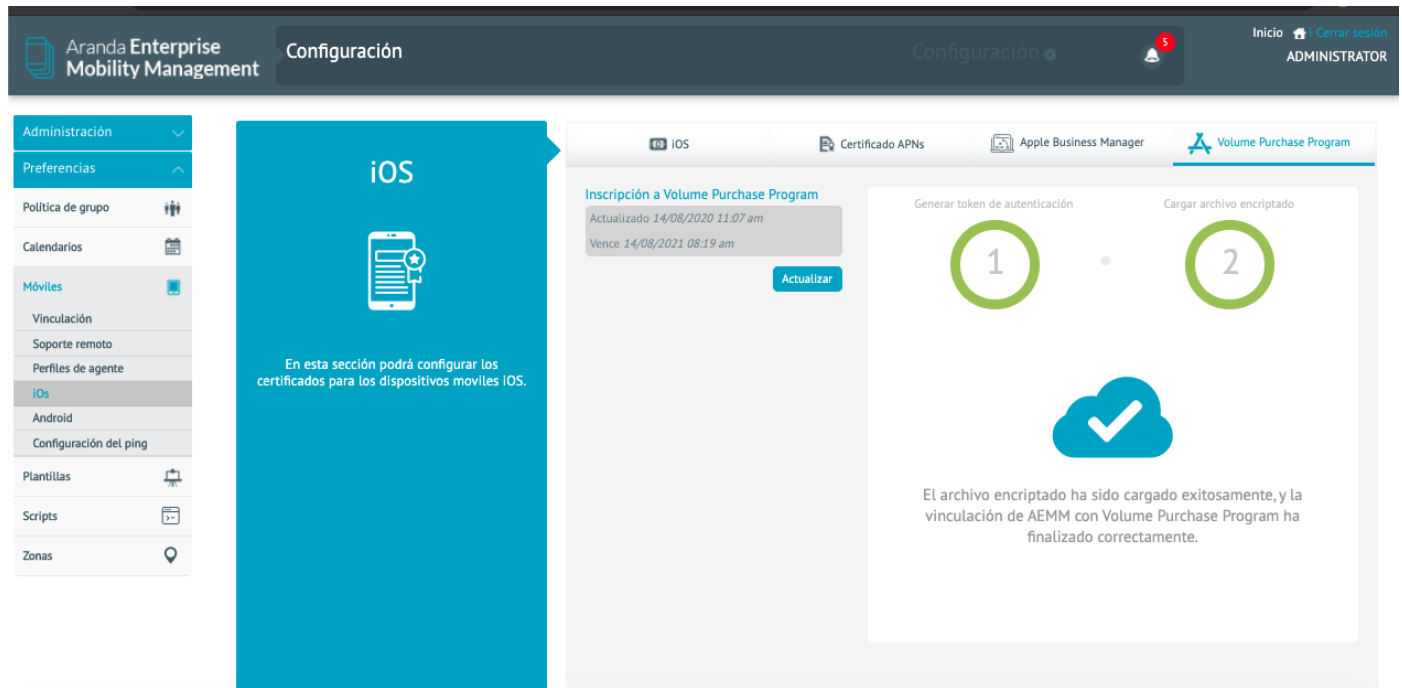 Aranda Enterprise
Mobility Management
Configuración
Configuración
5
Inicio | Cerrar sesión
ADMINISTRATOR
Administración
Preferencias
Política de grupo
Calendarios
Móviles
Vinculación
Soporte remoto
Perfiles de agente
iOs
Android
Configuración del ping
Plantillas
Scripts
Zonas
iOS
En esta sección podrá configurar los
certificados para los dispositivos moviles iOS.
iOS
Certificado APNs
Apple Business Manager
Volume Purchase Program
Inscripción a Volume Purchase Program
Actualizado 14/08/2020 11:07 am
Vence 14/08/2021 08:19 am
Actualizar
Generar token de autenticación
Cargar archivo encriptado
1
2
El archivo encriptado ha sido cargado exitosamente, y la
vinculación de AEMM con Volume Purchase Program ha
finalizado correctamente.